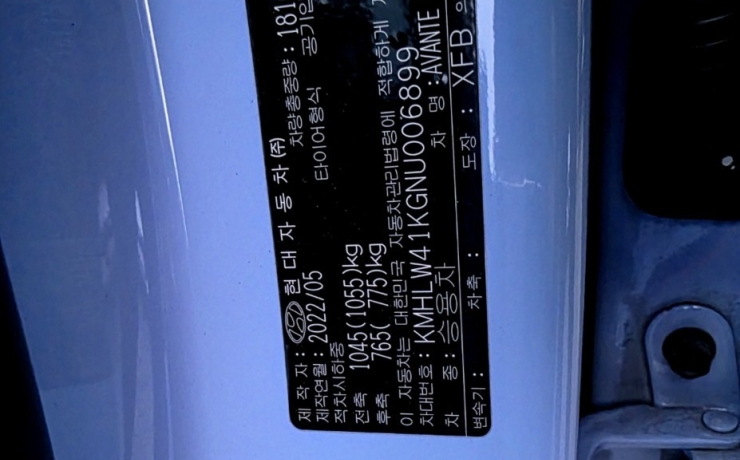 제 작 자 : 현 대 자 동 차 (주)
제작연월 : 2022/05 차량총중량 : 181
적차시하중 타이어형식 공기압
전축 1045(1055)kg
후축 765( 775)kg
이 자동차는 대한민국 자동차관리법령에 적합하게
차대번호 : KMHLW41KGNU006899
차 종 : 승용차 차 명 : AVANTE
변속기 : 차축 : 도장 : XFB